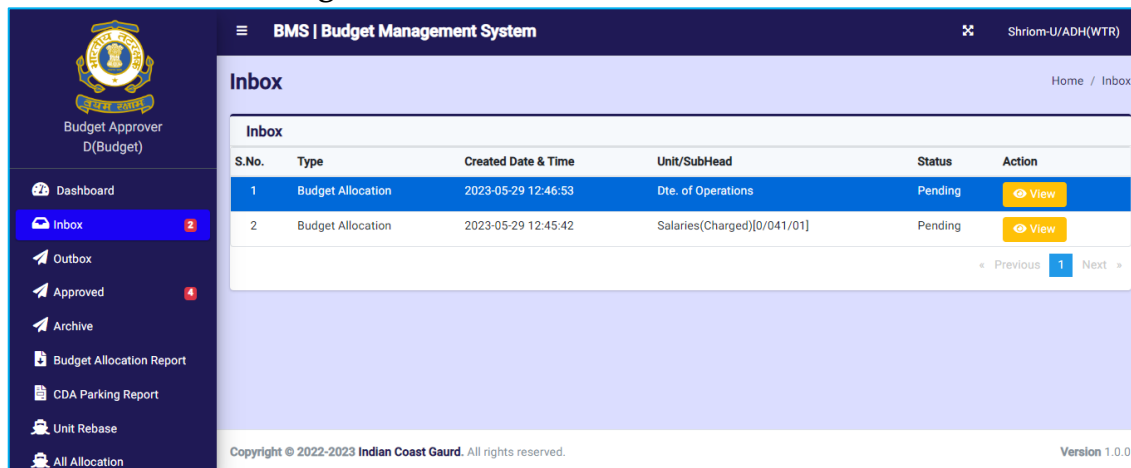 BMS | Budget Management System
Shriom-U/ADH(WTR)
Budget Approver
D(Budget)
Dashboard
Inbox 2
Outbox
Approved 4
Archive
Budget Allocation Report
CDA Parking Report
Unit Rebase
All Allocation
Inbox
Home / Inbox
Inbox
S.No. Type Created Date & Time Unit/SubHead Status Action
1 Budget Allocation 2023-05-29 12:46:53 Dte. of Operations Pending View
2 Budget Allocation 2023-05-29 12:45:42 Salaries(Charged)[0/041/01] Pending View
« Previous 1 Next »
Copyright © 2022-2023 Indian Coast Gaurd. All rights reserved.
Version 1.0.0